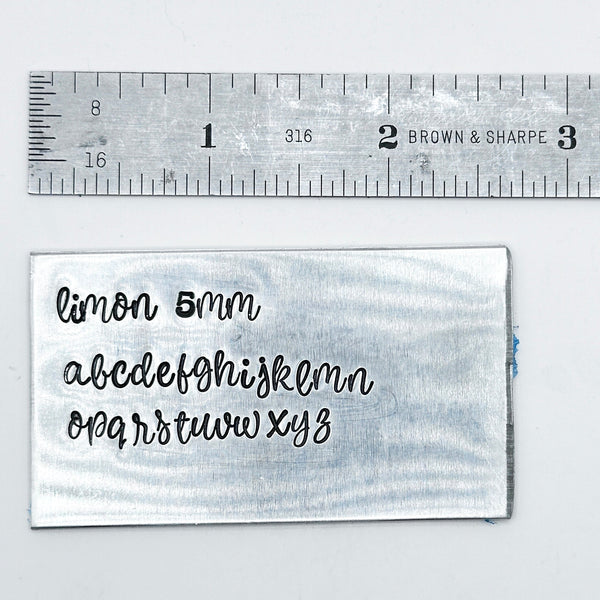 8
1 316 2 BROWN & SHARPE 3
16
limon 5mm
abcdefghijklmn
opqrstuvwxyz